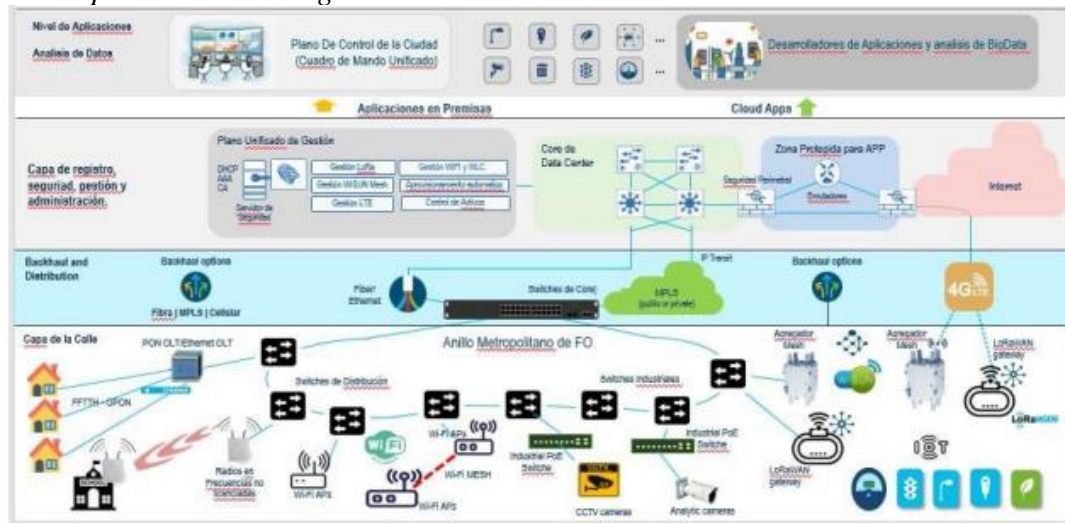 Nivel de Aplicaciones
Analisis de Datos
Plano De Control de la Ciudad
(Cuadro de Mando Unificado)
...
...
Desarrolladores de Aplicaciones y analisis de BigData
Aplicaciones en Premisas
Cloud Apps
Capa de registro,
seguriad, gestión y
administración.
Plano Unificado de Gestión
DHCP
AAA
CA
Servidor de
Seguridad
Gestión LoRa
Gestión WIFI y WLC
Gestión WISUN Mesh
Aprovisionamiento automatico
Gestión LTE
Control de Activos
Core de
Data Center
Zona Protegida para APP
Seguridad Perimetral
Enrutadores
Internet
Backhaul and
Distribution
Backhaul options
Fibra | MPLS | Cellular
Fiber/
Ethernet
Switches de Core)
IP Transit
MPLS
(public or private)
Backhaul options
4G LTE
Capa de la Calle
PON OLT/Ethernet OLT
Anillo Metropolitano de FO
Agregador
Mesh
Agregador
Mesh
LoRaWAN
gateway
Switches de Distribución
Switches Industriales
FFTTH - GPON
Wi-Fi
Wi-Fi APs
Industrial PoE
Switche
LoRaWAN
IOT
SCHOOL
Radios en
Frecuencias no
licenciadas
Wi-Fi APs
Wi-Fi MESH
Wi-Fi APs
Industrial PoE
Switche
CCTV
CCTV cameras
Analytic cameras
LoRaWAN
gateway